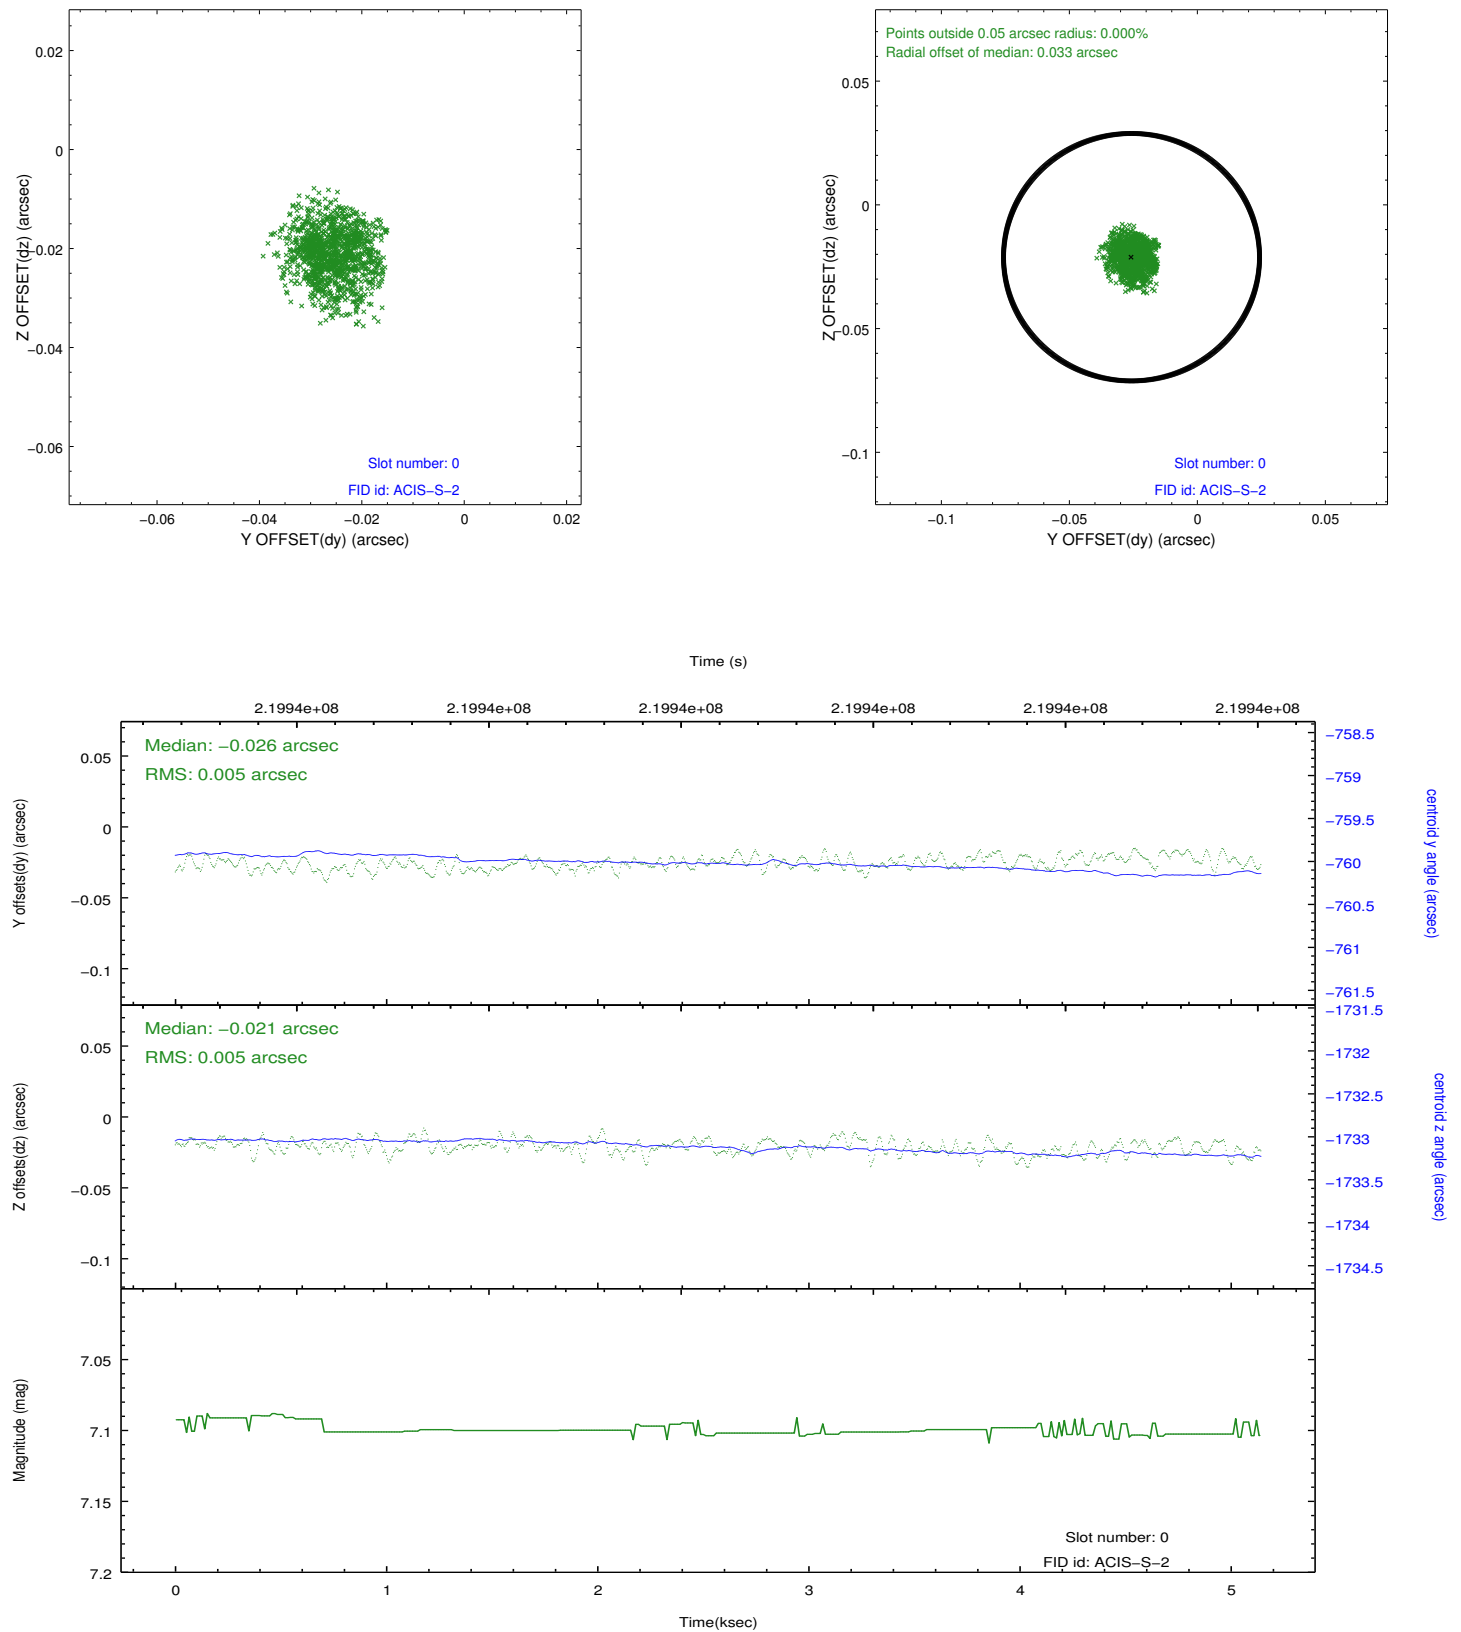 0.02
0
−0.02
−0.04
−0.06
Z OFFSET(dz) (arcsec)
Slot number: 0
FID id: ACIS−S−2
−0.06
−0.04
−0.02
0
0.02
Y OFFSET(dy) (arcsec)
Points outside 0.05 arcsec radius: 0.000%
Radial offset of median: 0.033 arcsec
0.05
0
−0.05
−0.1
Z OFFSET(dz) (arcsec)
Slot number: 0
FID id: ACIS−S−2
−0.1
−0.05
0
0.05
Y OFFSET(dy) (arcsec)
Time (s)
2.1994e+08
2.1994e+08
2.1994e+08
2.1994e+08
2.1994e+08
2.1994e+08
Median: −0.026 arcsec
RMS: 0.005 arcsec
0.05
0
−0.05
−0.1
Y offsets(dy) (arcsec)
−758.5
−759
−759.5
−760
−760.5
−761
−761.5
centroid y angle (arcsec)
Median: −0.021 arcsec
RMS: 0.005 arcsec
0.05
0
−0.05
−0.1
Z offsets(dz) (arcsec)
−1731.5
−1732
−1732.5
−1733
−1733.5
−1734
−1734.5
centroid z angle (arcsec)
7.05
7.1
7.15
7.2
Magnitude (mag)
Slot number: 0
FID id: ACIS−S−2
0
1
2
3
4
5
Time(ksec)